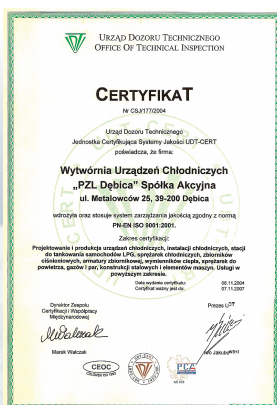 URZĄD DOZORU TECHNICZNEGO
OFFICE OF TECHNICAL INSPECTION
CERTYFIKAT
Nr CSJ/177/2004
Urząd Dozoru Technicznego
Jednostka Certyfikująca Systemy Jakości UDT-CERT
poświadcza, że firma:
Wytwórnia Urządzeń Chłodniczych
„PZL Dębica” Spółka Akcyjna
ul. Metalowców 25, 39-200 Dębica
wdrożyła oraz stosuje system zarządzania jakością zgodny z normą
PN-EN ISO 9001:2001.
Zakres certyfikacji:
Projektowanie i produkcja urządzeń chłodniczych, instalacji chłodniczych, stacji
do tankowania samochodów LPG, sprężarek chłodniczych, zbiorników
ciśnieniowych, armatury zbiornikowej, wymienników ciepła, sprężarek do
powietrza, gazów i par, konstrukcji stalowych i elementów maszyn. Usługi w
powyższym zakresie.
Data wydania certyfikatu: 08.11.2004
Certyfikat ważny jest do: 07.11.2007
Dyrektor Zespołu
Certyfikacji i Współpracy
Międzynarodowej
Prezes UDT
Marek Walczak
CEOC
UDT-CERT
PCA